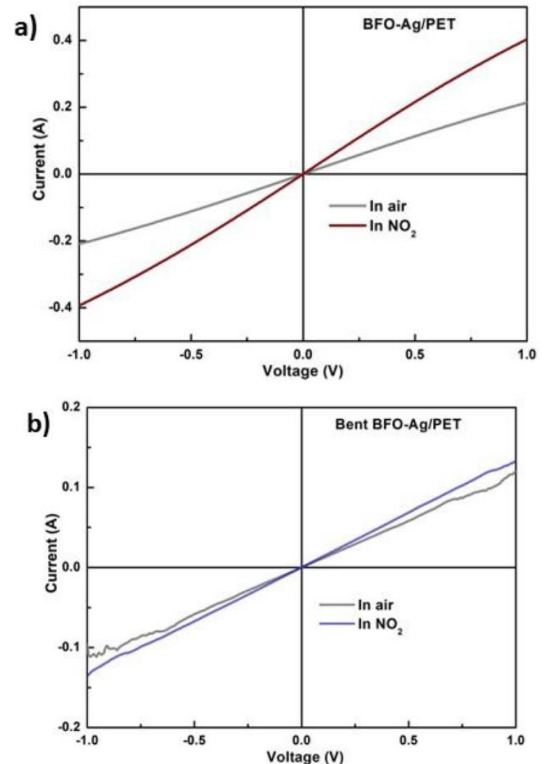 a)
BFO-Ag/PET
0.4
0.2
0.0
-0.2
-0.4
Current (A)
In air
In NO₂
-1.0 -0.5 0.0 0.5 1.0
Voltage (V)
b)
Bent BFO-Ag/PET
0.2
0.1
0.0
-0.1
-0.2
Current (A)
In air
In NO₂
-1.0 -0.5 0.0 0.5 1.0
Voltage (V)